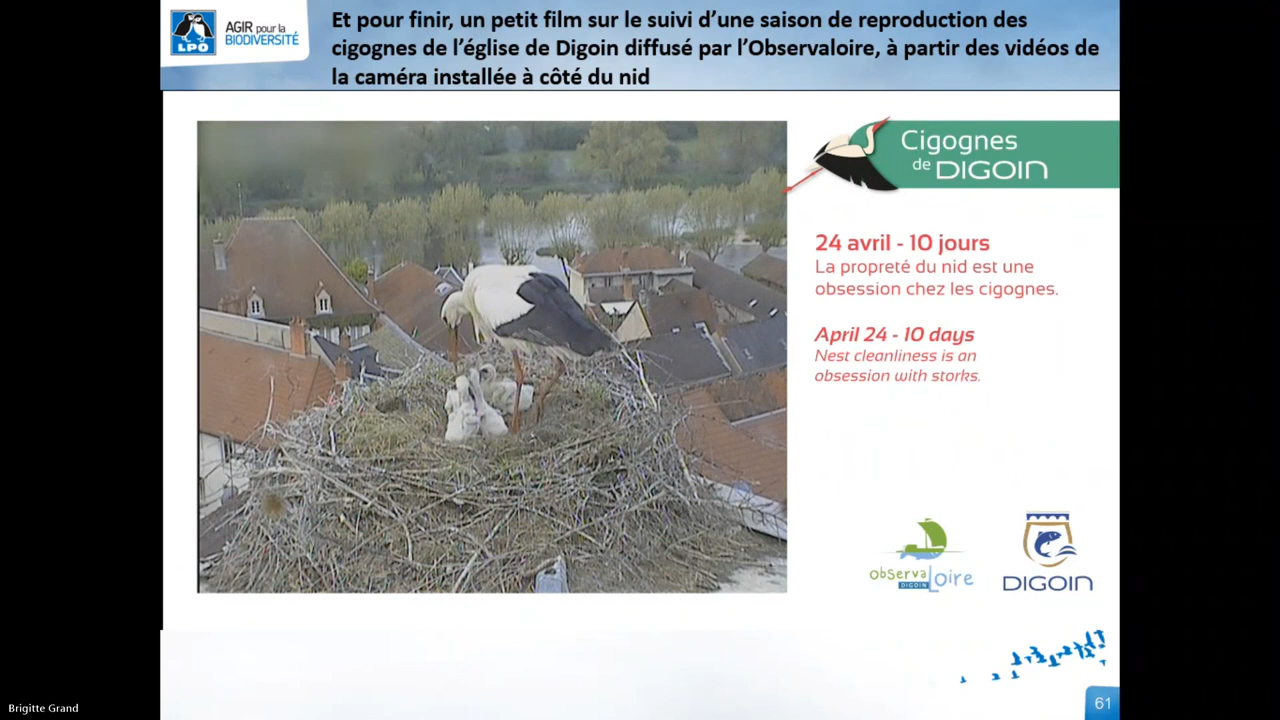 LPO
AGIR pour la
BIODIVERSITÉ
Et pour finir, un petit film sur le suivi d'une saison de reproduction des
cigognes de l'église de Digoin diffusé par l'Observaloire, à partir des vidéos de
la caméra installée à côté du nid
Cigognes
de DIGOIN
24 avril - 10 jours
La propreté du nid est une
obsession chez les cigognes.
April 24 - 10 days
Nest cleanliness is an
obsession with storks.
observa
Loire
DIGOIN
DIGOIN
61
Brigitte Grand